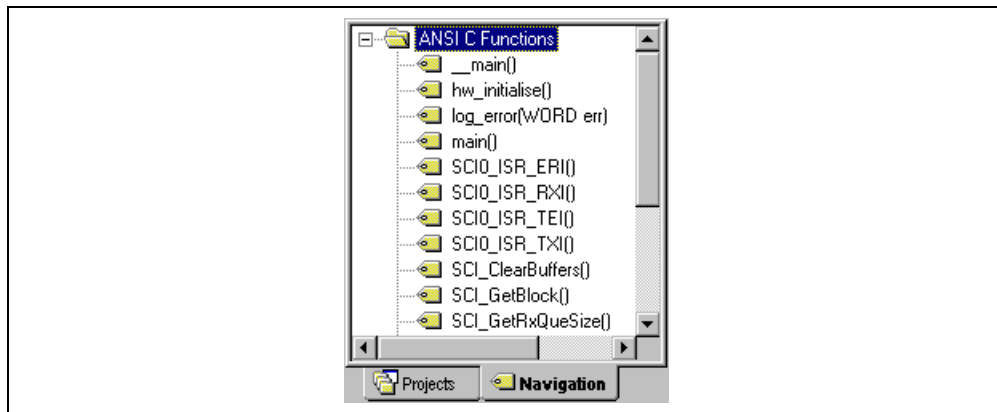 ANSI C Functions
__main()
hw_initialise()
log_error(WORD err)
main()
SCI0_ISR_ERI()
SCI0_ISR_RXI()
SCI0_ISR_TEI()
SCI0_ISR_TXI()
SCI_ClearBuffers()
SCI_GetBlock()
SCI_GetRxQueSize()
Projects Navigation